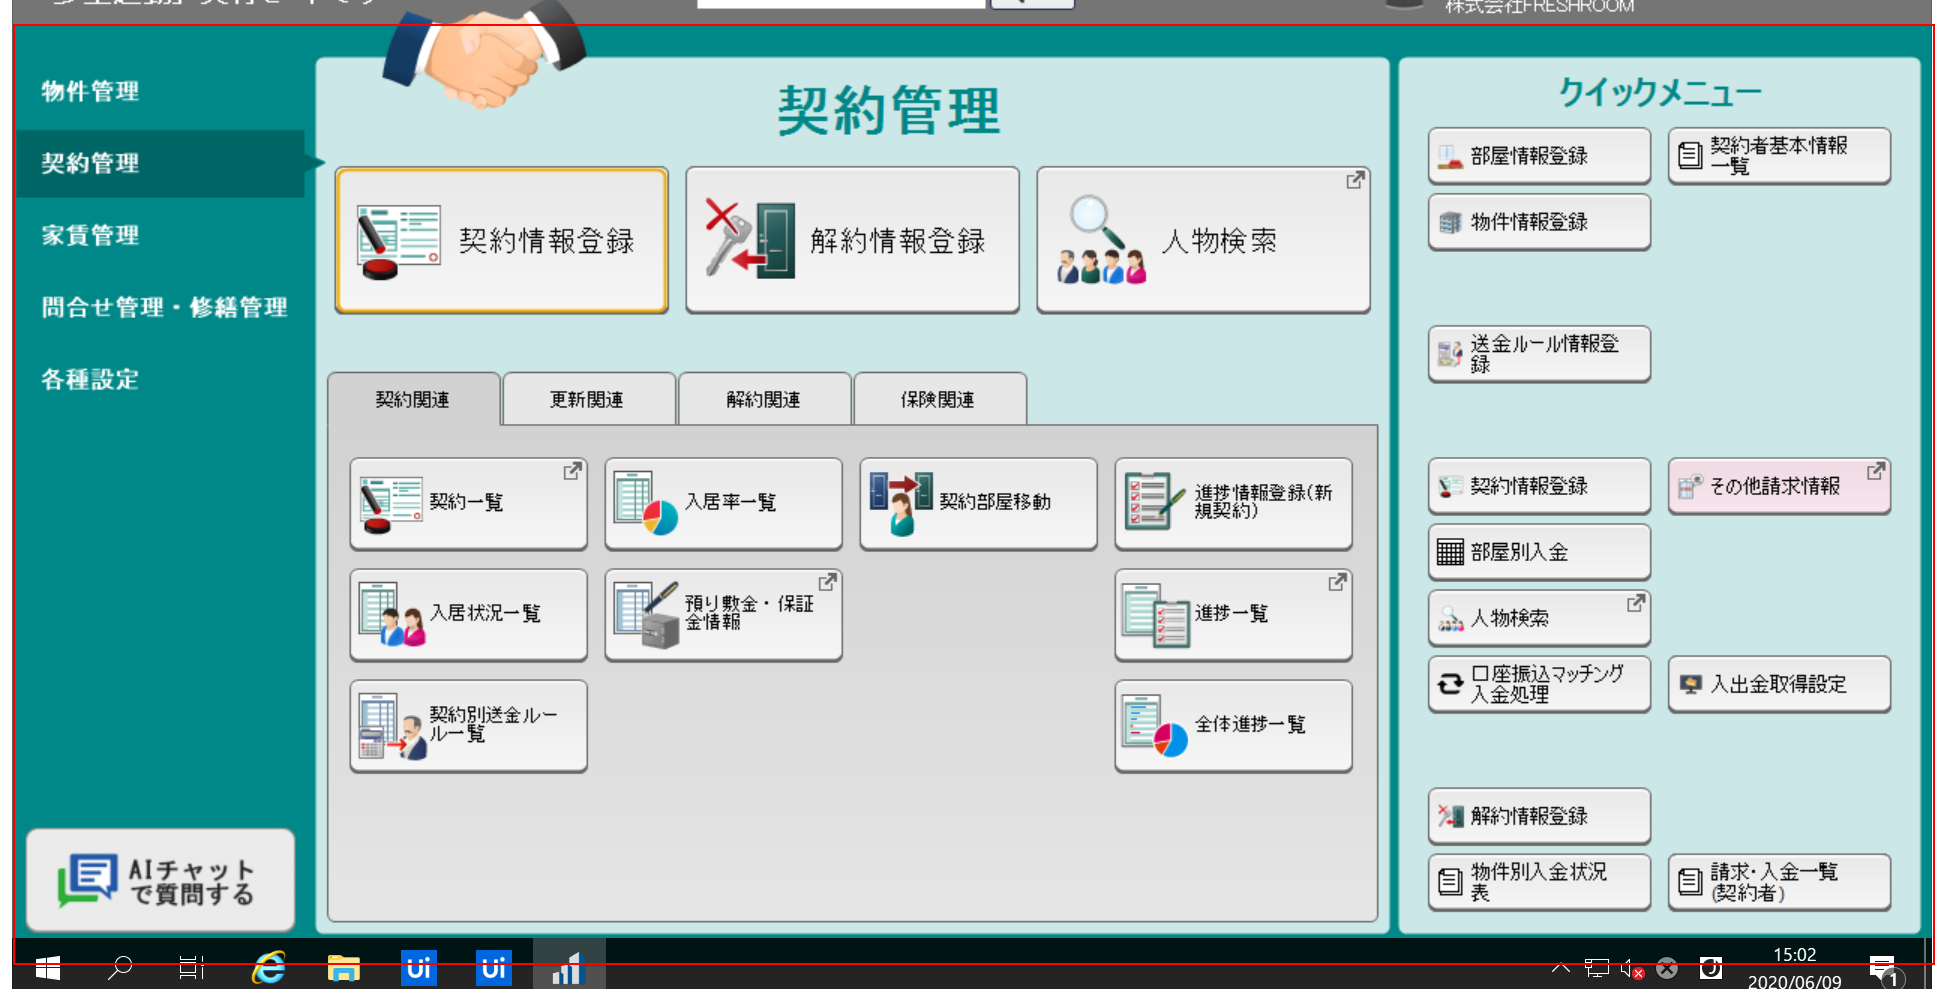 株式会社FRESHROOM
物件管理
契約管理
家賃管理
問合せ管理・修繕管理
各種設定
AIチャット
で質問する
契約管理
契約情報登録
解約情報登録
人物検索
契約関連
更新関連
解約関連
保険関連
契約一覧
入居率一覧
契約部屋移動
進捗情報登録(新
規契約)
入居状況一覧
預り敷金・保証
金情報
進捗一覧
契約別送金ルー
ル一覧
全体進捗一覧
クイックメニュー
部屋情報登録
契約者基本情報
一覧
物件情報登録
送金ルール情報登
録
契約情報登録
その他請求情報
部屋別入金
人物検索
口座振込マッチング
入金処理
入出金取得設定
解約情報登録
物件別入金状況
表
請求・入金一覧
(契約者)
Ui
Ui
15:02
2020/06/09
1